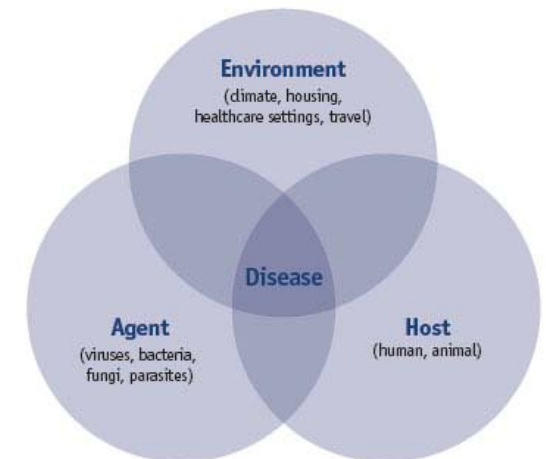 Environment
(climate, housing,
healthcare settings, travel)
Disease
Agent
(viruses, bacteria,
fungi, parasites)
Host
(human, animal)